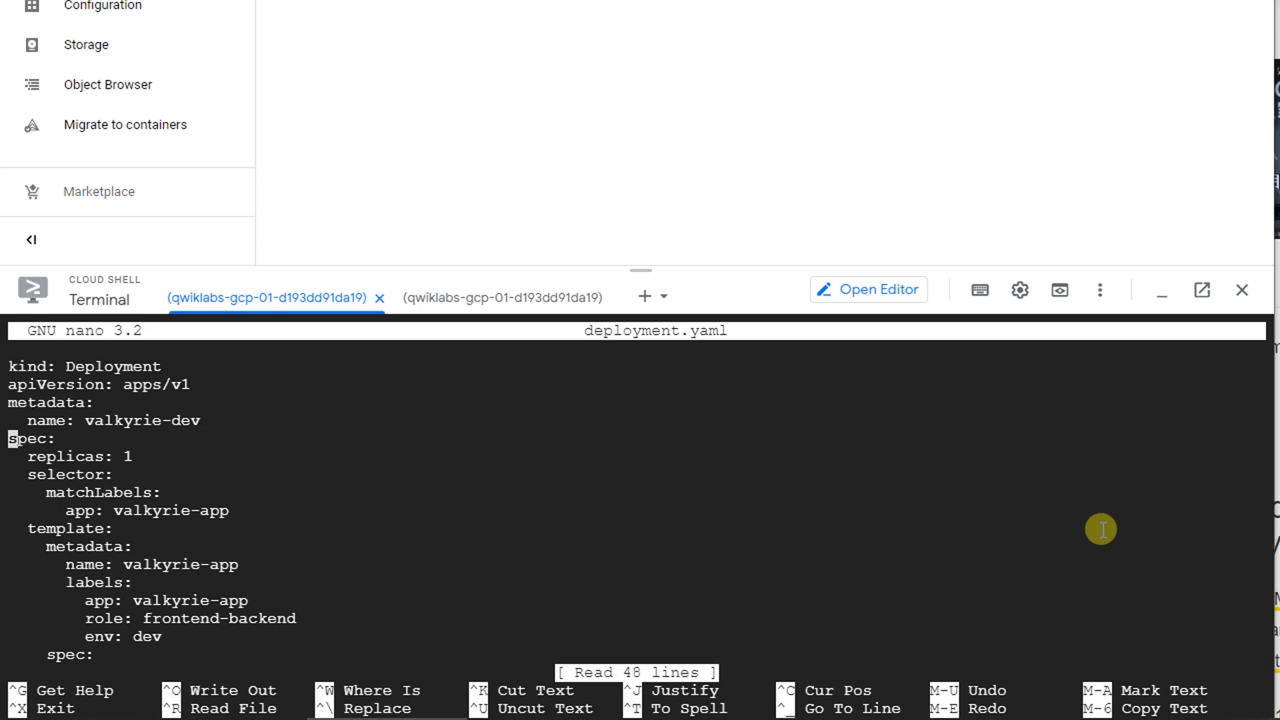 Configuration
Storage
Object Browser
Migrate to containers
Marketplace
CLOUD SHELL
Terminal
(qwiklabs-gcp-01-d193dd91da19)
(qwiklabs-gcp-01-d193dd91da19)
Open Editor
GNU nano 3.2 deployment.yaml
kind: Deployment
apiVersion: apps/v1
metadata:
  name: valkyrie-dev
spec:
  replicas: 1
  selector:
    matchLabels:
      app: valkyrie-app
  template:
    metadata:
      name: valkyrie-app
      labels:
        app: valkyrie-app
        role: frontend-backend
        env: dev
    spec:
[ Read 48 lines ]
^G Get Help ^O Write Out ^W Where Is ^K Cut Text ^J Justify ^C Cur Pos M-U Undo M-A Mark Text
^X Exit ^R Read File ^\ Replace ^U Uncut Text ^T To Spell ^_ Go To Line M-E Redo M-6 Copy Text